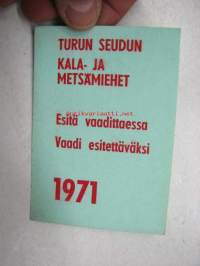 TURUN SEUDUN
KALA- JA
METSÄMIEHET
Esitä vaadittaessa
Vaadi esitettäväksi
1971